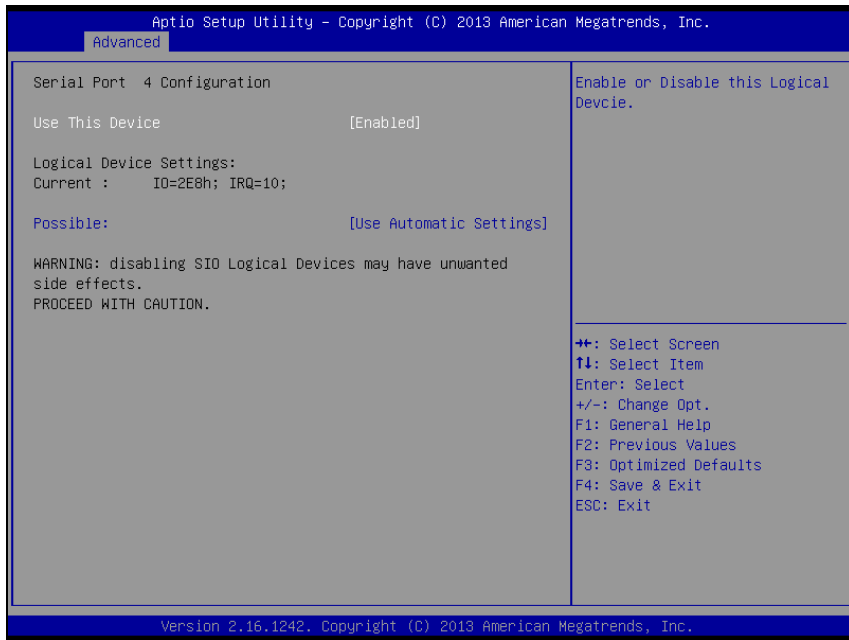 Aptio Setup Utility – Copyright (C) 2013 American Megatrends, Inc.
Advanced
Serial Port 4 Configuration
Use This Device [Enabled]
Logical Device Settings:
Current : IO=2E8h; IRQ=10;
Possible: [Use Automatic Settings]
WARNING: disabling SIO Logical Devices may have unwanted
side effects.
PROCEED WITH CAUTION.
Enable or Disable this Logical
Devcie.
→←: Select Screen
↑↓: Select Item
Enter: Select
+/-: Change Opt.
F1: General Help
F2: Previous Values
F3: Optimized Defaults
F4: Save & Exit
ESC: Exit
Version 2.16.1242. Copyright (C) 2013 American Megatrends, Inc.